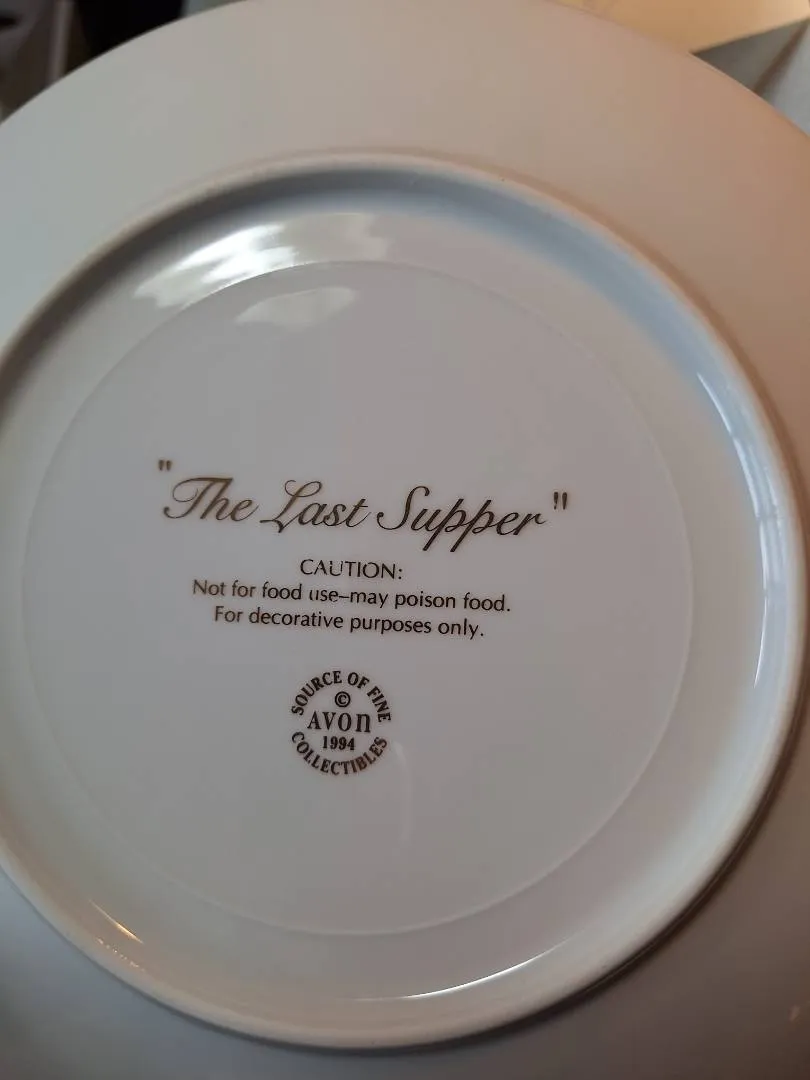 "The Last Supper"
CAUTION:
Not for food use–may poison food.
For decorative purposes only.
SOURCE OF FINE
©
AVON
1994
COLLECTIBLES